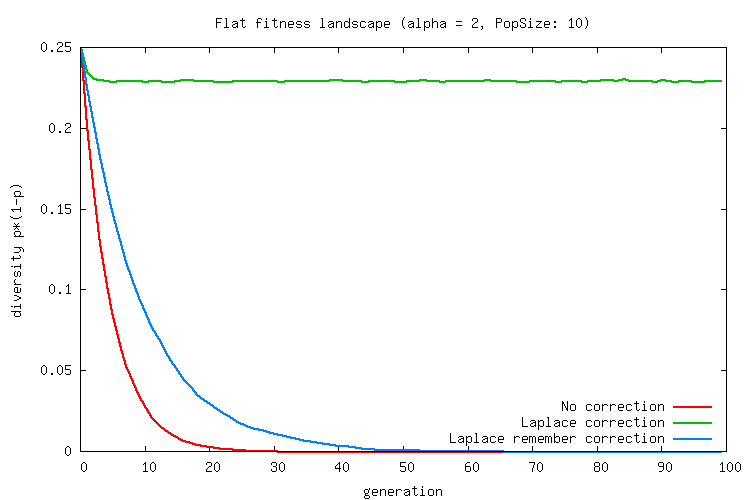 Flat fitness landscape (alpha = 2, PopSize: 10)
0.25
0.2
0.15
0.1
0.05
0
diversity p*(1-p)
No correction
Laplace correction
Laplace remember correction
0 10 20 30 40 50 60 70 80 90 100
generation